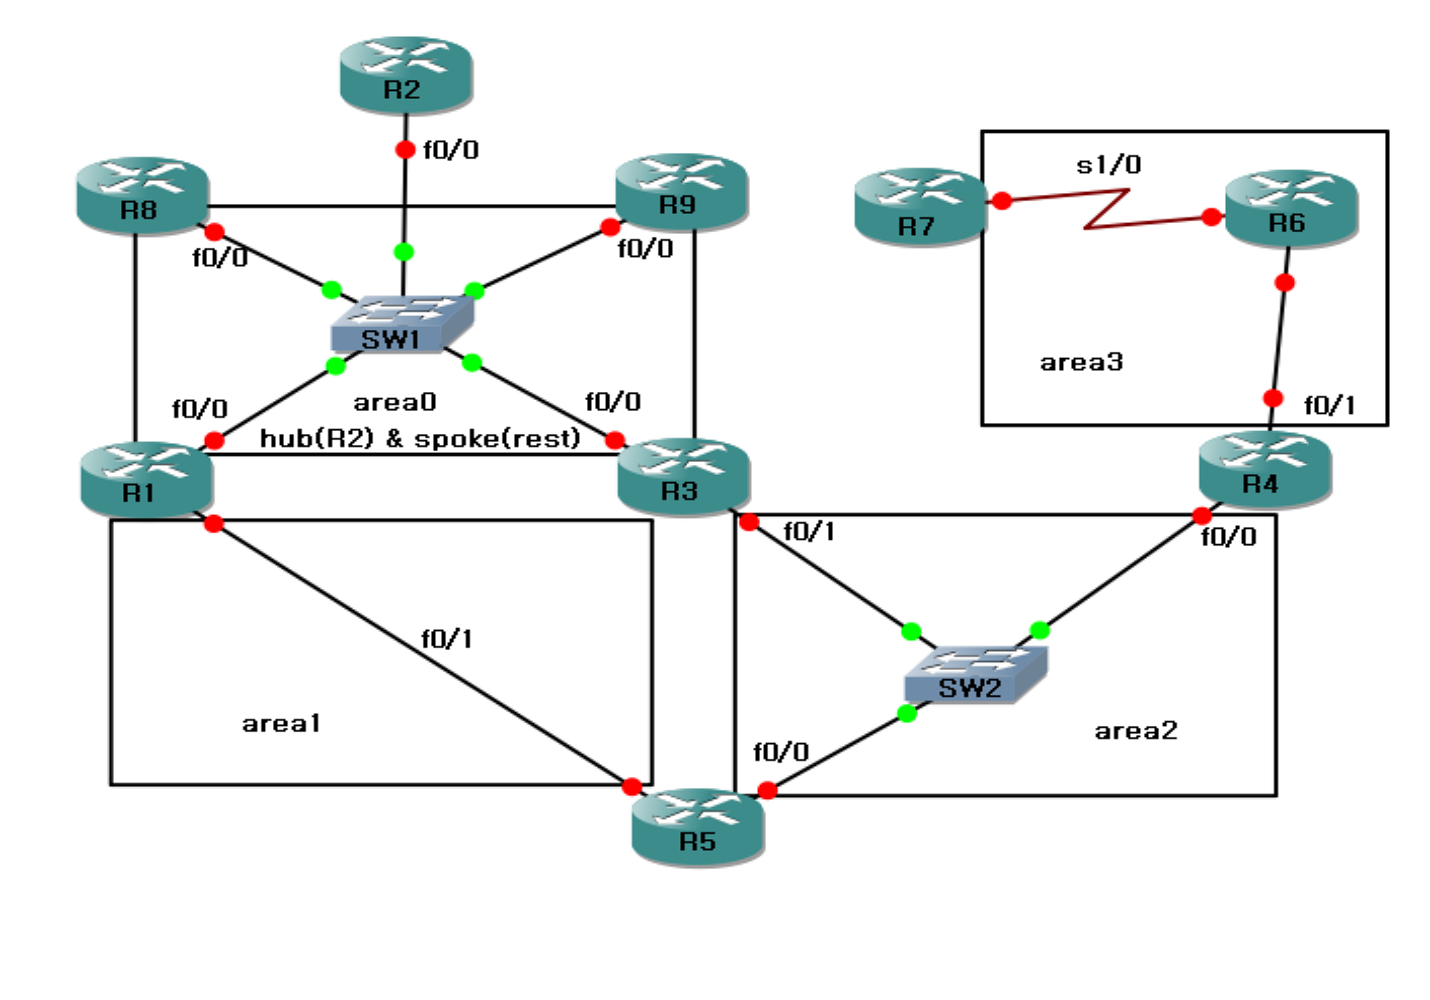 R2
f0/0
R8
R9
f0/0
f0/0
SW1
f0/0
area0
f0/0
hub(R2) & spoke(rest)
R1
R3
s1/0
R7
R6
area3
f0/1
R4
f0/1
f0/0
f0/1
area1
SW2
f0/0
area2
R5